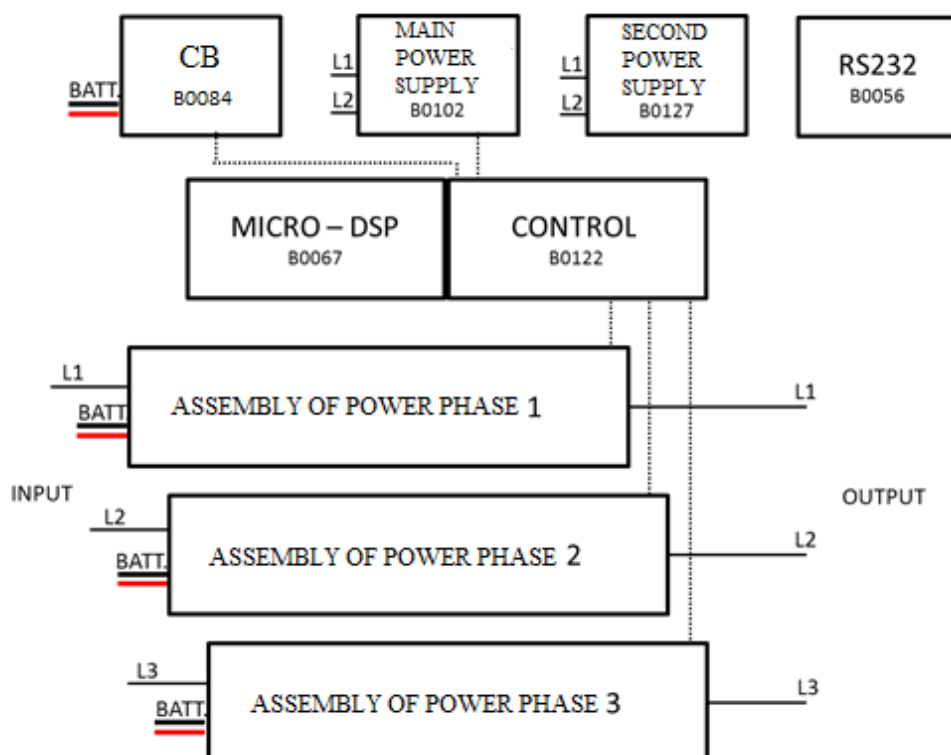 CB
B0084
BATT.
MAIN
POWER
SUPPLY
B0102
L1
L2
SECOND
POWER
SUPPLY
B0127
L1
L2
RS232
B0056
MICRO – DSP
B0067
CONTROL
B0122
L1
BATT.
ASSEMBLY OF POWER PHASE 1
L1
INPUT
OUTPUT
L2
BATT.
ASSEMBLY OF POWER PHASE 2
L2
L3
BATT.
ASSEMBLY OF POWER PHASE 3
L3